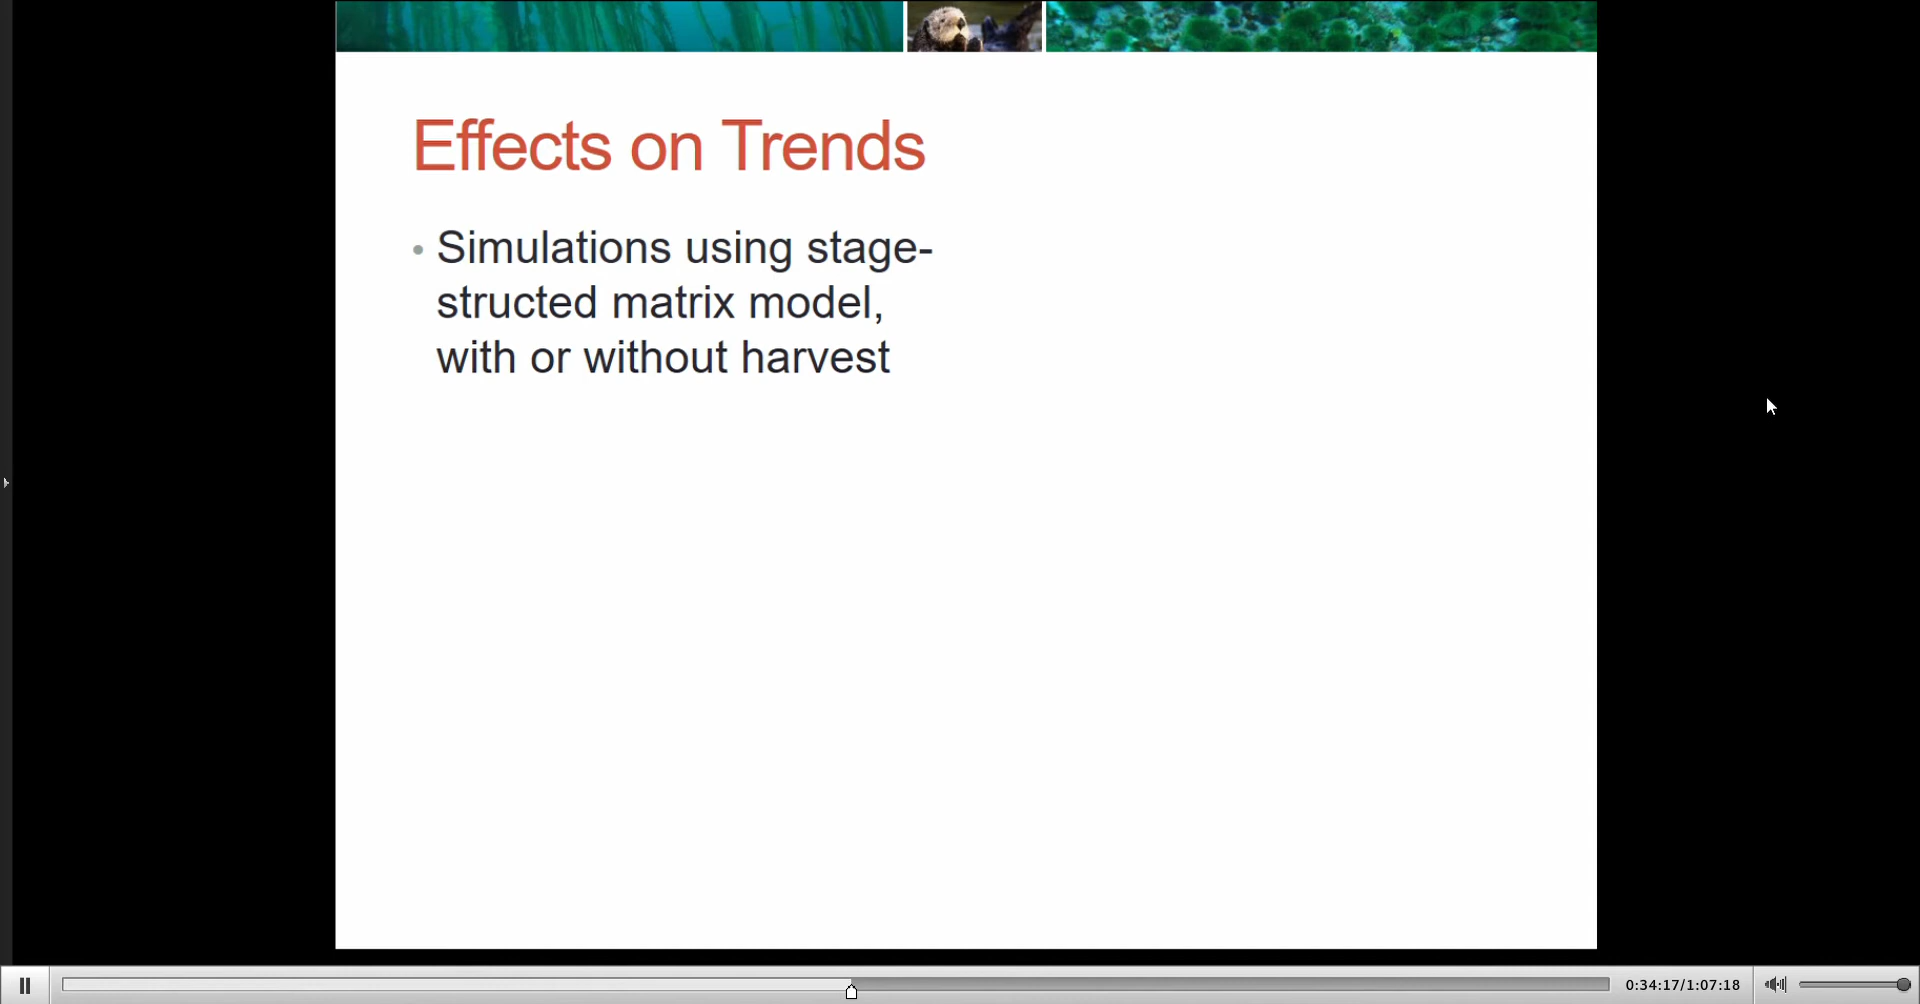 Effects on Trends
• Simulations using stage-
structed matrix model,
with or without harvest
0:34:17/1:07:18